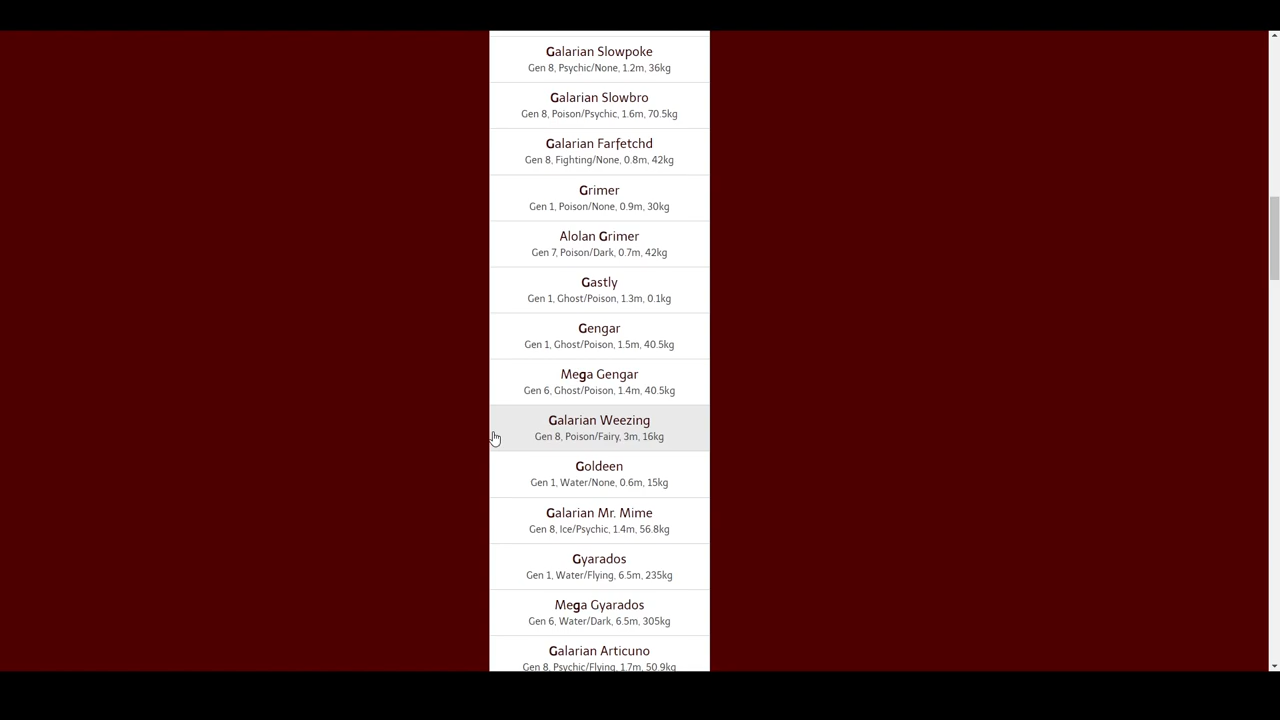 Galarian Slowpoke
Gen 8, Psychic/None, 1.2m, 36kg
Galarian Slowbro
Gen 8, Poison/Psychic, 1.6m, 70.5kg
Galarian Farfetchd
Gen 8, Fighting/None, 0.8m, 42kg
Grimer
Gen 1, Poison/None, 0.9m, 30kg
Alolan Grimer
Gen 7, Poison/Dark, 0.7m, 42kg
Gastly
Gen 1, Ghost/Poison, 1.3m, 0.1kg
Gengar
Gen 1, Ghost/Poison, 1.5m, 40.5kg
Mega Gengar
Gen 6, Ghost/Poison, 1.4m, 40.5kg
Galarian Weezing
Gen 8, Poison/Fairy, 3m, 16kg
Goldeen
Gen 1, Water/None, 0.6m, 15kg
Galarian Mr. Mime
Gen 8, Ice/Psychic, 1.4m, 56.8kg
Gyarados
Gen 1, Water/Flying, 6.5m, 235kg
Mega Gyarados
Gen 6, Water/Dark, 6.5m, 305kg
Galarian Articuno
Gen 8, Psychic/Flying, 1.7m, 50.9kg